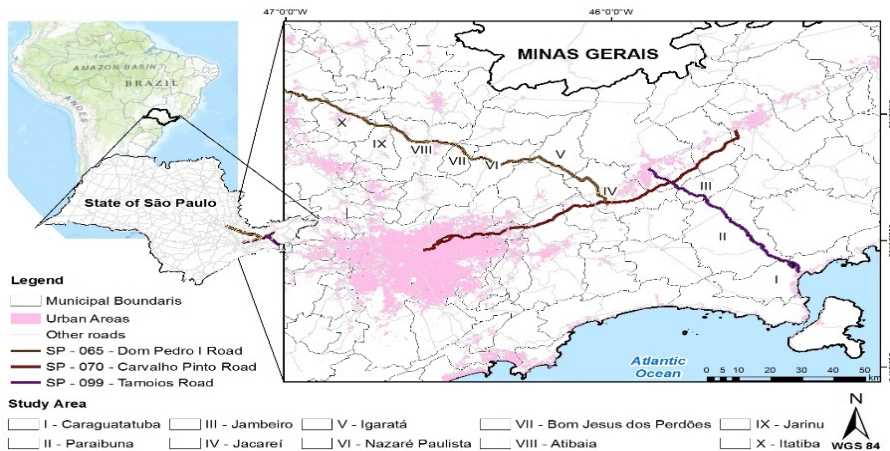 47°0'0"W
46°0'0"W
AMAZON BASIN
BRAZIL
ANDES
MINAS GERAIS
X
IX
VIII
VII
VI
V
IV
III
II
I
State of São Paulo
Atlantic
Ocean
0 5 10 20 30 40 50
km
Legend
Municipal Boundaris
Urban Areas
Other roads
SP - 065 - Dom Pedro I Road
SP - 070 - Carvalho Pinto Road
SP - 099 - Tamoios Road
Study Area
I - Caraguatatuba
III - Jambeiro
V - Igaratá
VII - Bom Jesus dos Perdões
IX - Jarinu
II - Paraibuna
IV - Jacareí
VI - Nazaré Paulista
VIII - Atibaia
X - Itatiba
N
WGS 84